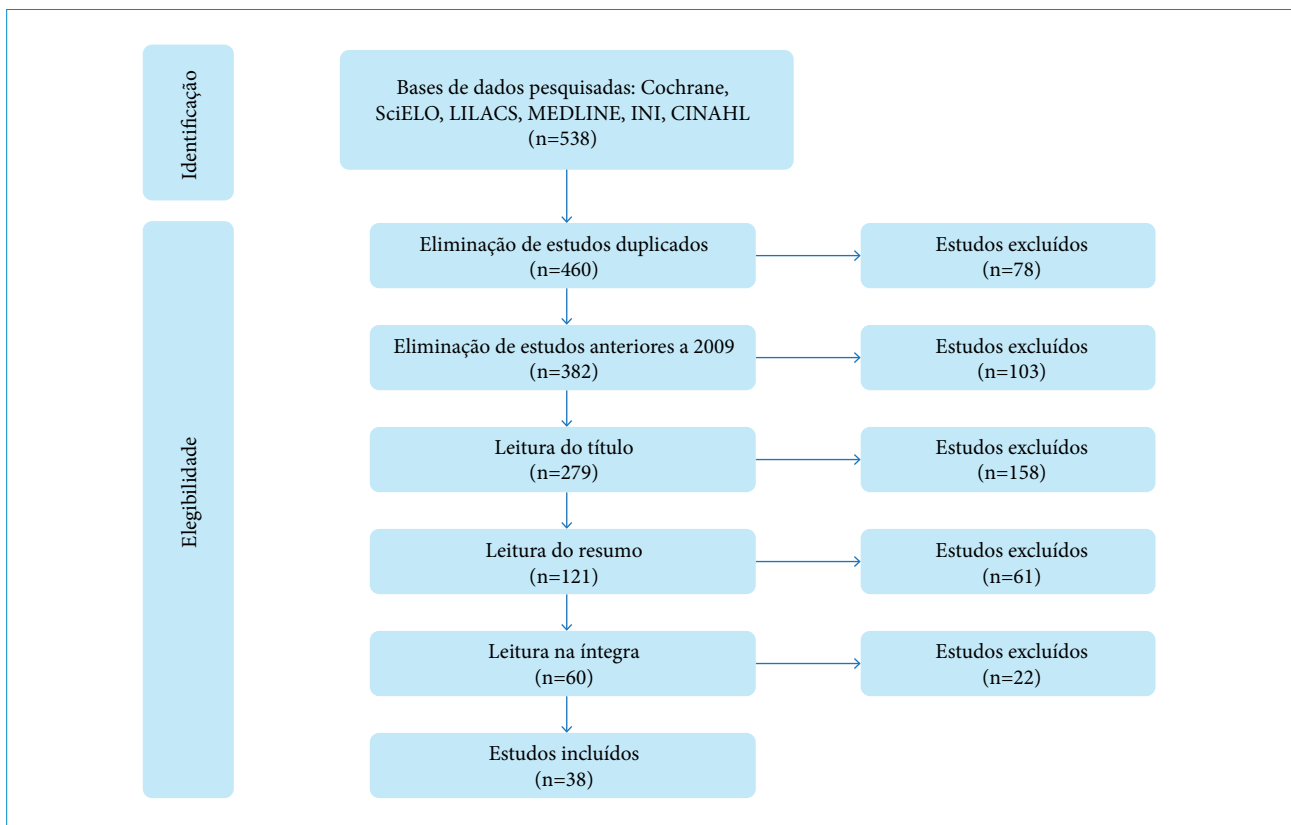 Identificação
Bases de dados pesquisadas: Cochrane,
SciELO, LILACS, MEDLINE, INI, CINAHL
(n=538)
Elegibilidade
Eliminação de estudos duplicados
(n=460)
Estudos excluídos
(n=78)
Eliminação de estudos anteriores a 2009
(n=382)
Estudos excluídos
(n=103)
Leitura do título
(n=279)
Estudos excluídos
(n=158)
Leitura do resumo
(n=121)
Estudos excluídos
(n=61)
Leitura na íntegra
(n=60)
Estudos excluídos
(n=22)
Estudos incluídos
(n=38)